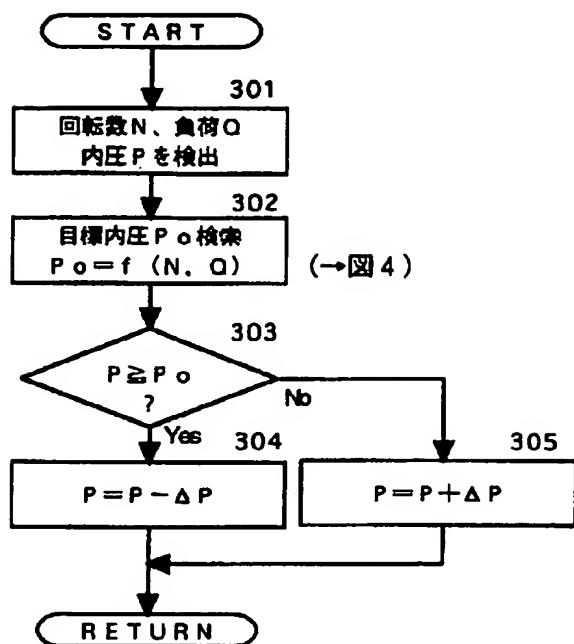 START
301
回転数N、負荷Q
内圧Pを検出
302
目標内圧Po検索
Po=f(N,Q)
(→図4)
303
P≧Po
?
No
Yes
304
P=P-ΔP
305
P=P+ΔP
RETURN